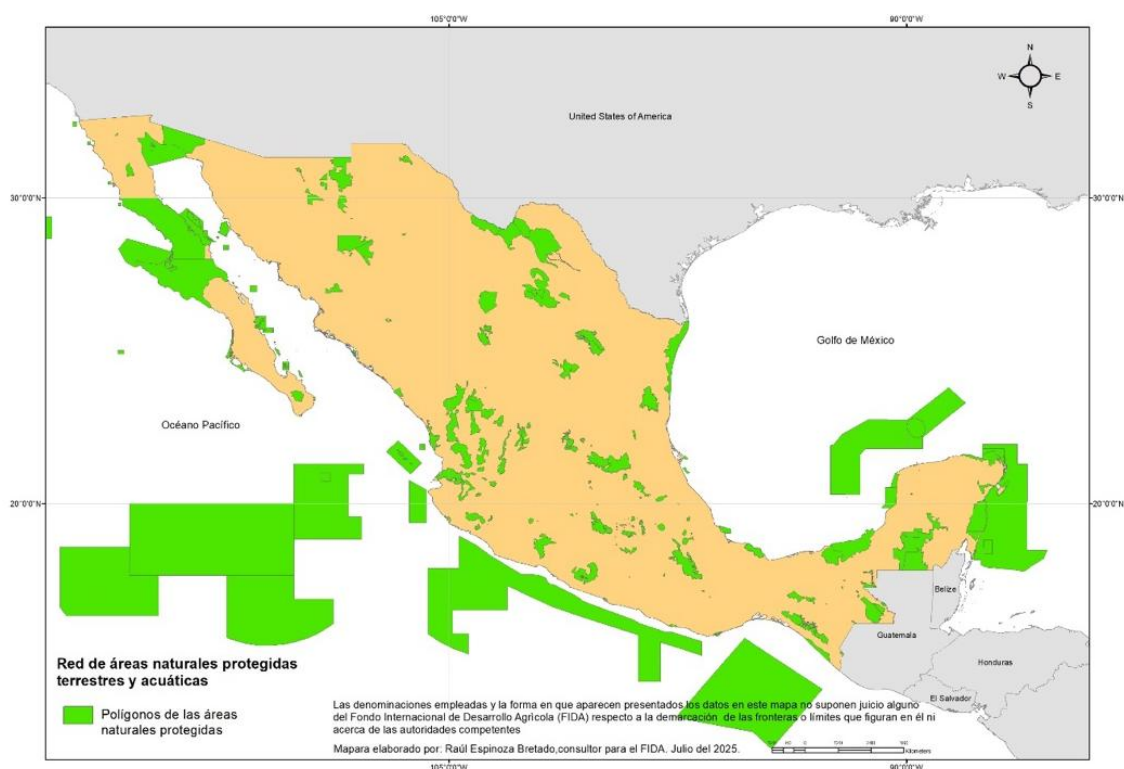 105°0'0"W
90°0'0"W
N
W
E
S
United States of America
30°0'0"N
30°0'0"N
Golfo de México
Océano Pacífico
20°0'0"N
20°0'0"N
Belize
Guatemala
Honduras
El Salvador
Red de áreas naturales protegidas
terrestres y acuáticas
Polígonos de las áreas
naturales protegidas
Las denominaciones empleadas y la forma en que aparecen presentados los datos en este mapa no suponen juicio alguno
del Fondo Internacional de Desarrollo Agrícola (FIDA) respecto a la demarcación de las fronteras o límites que figuran en él ni
acerca de las autoridades competentes
Mapara elaborado por: Raúl Espinoza Bretado,consultor para el FIDA. Julio del 2025.
Kilometers
105°0'0"W
90°0'0"W